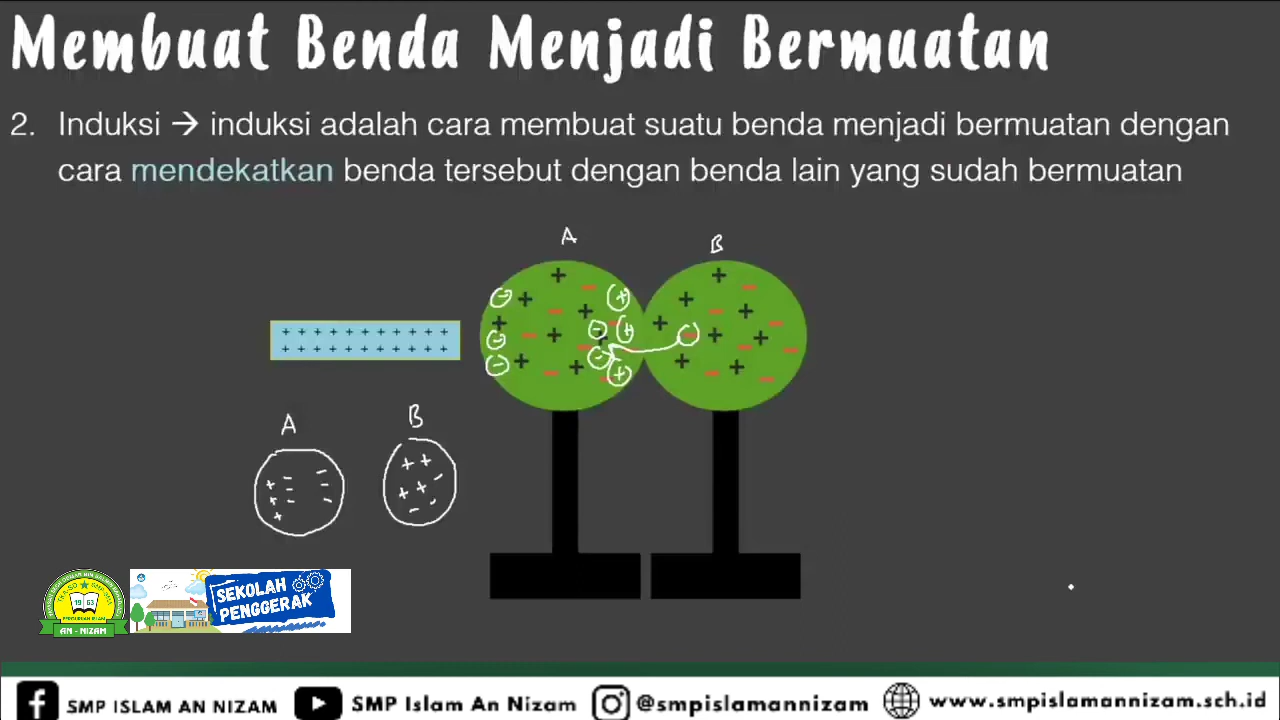 Membuat Benda Menjadi Bermuatan
2. Induksi → induksi adalah cara membuat suatu benda menjadi bermuatan dengan
cara mendekatkan benda tersebut dengan benda lain yang sudah bermuatan
A
B
A
B
SEKOLAH
PENGGERAK
1963
AN - NIZAM
SMP ISLAM AN NIZAM
SMP Islam An Nizam
@smpislamannizam
www.smpislamannizam.sch.id